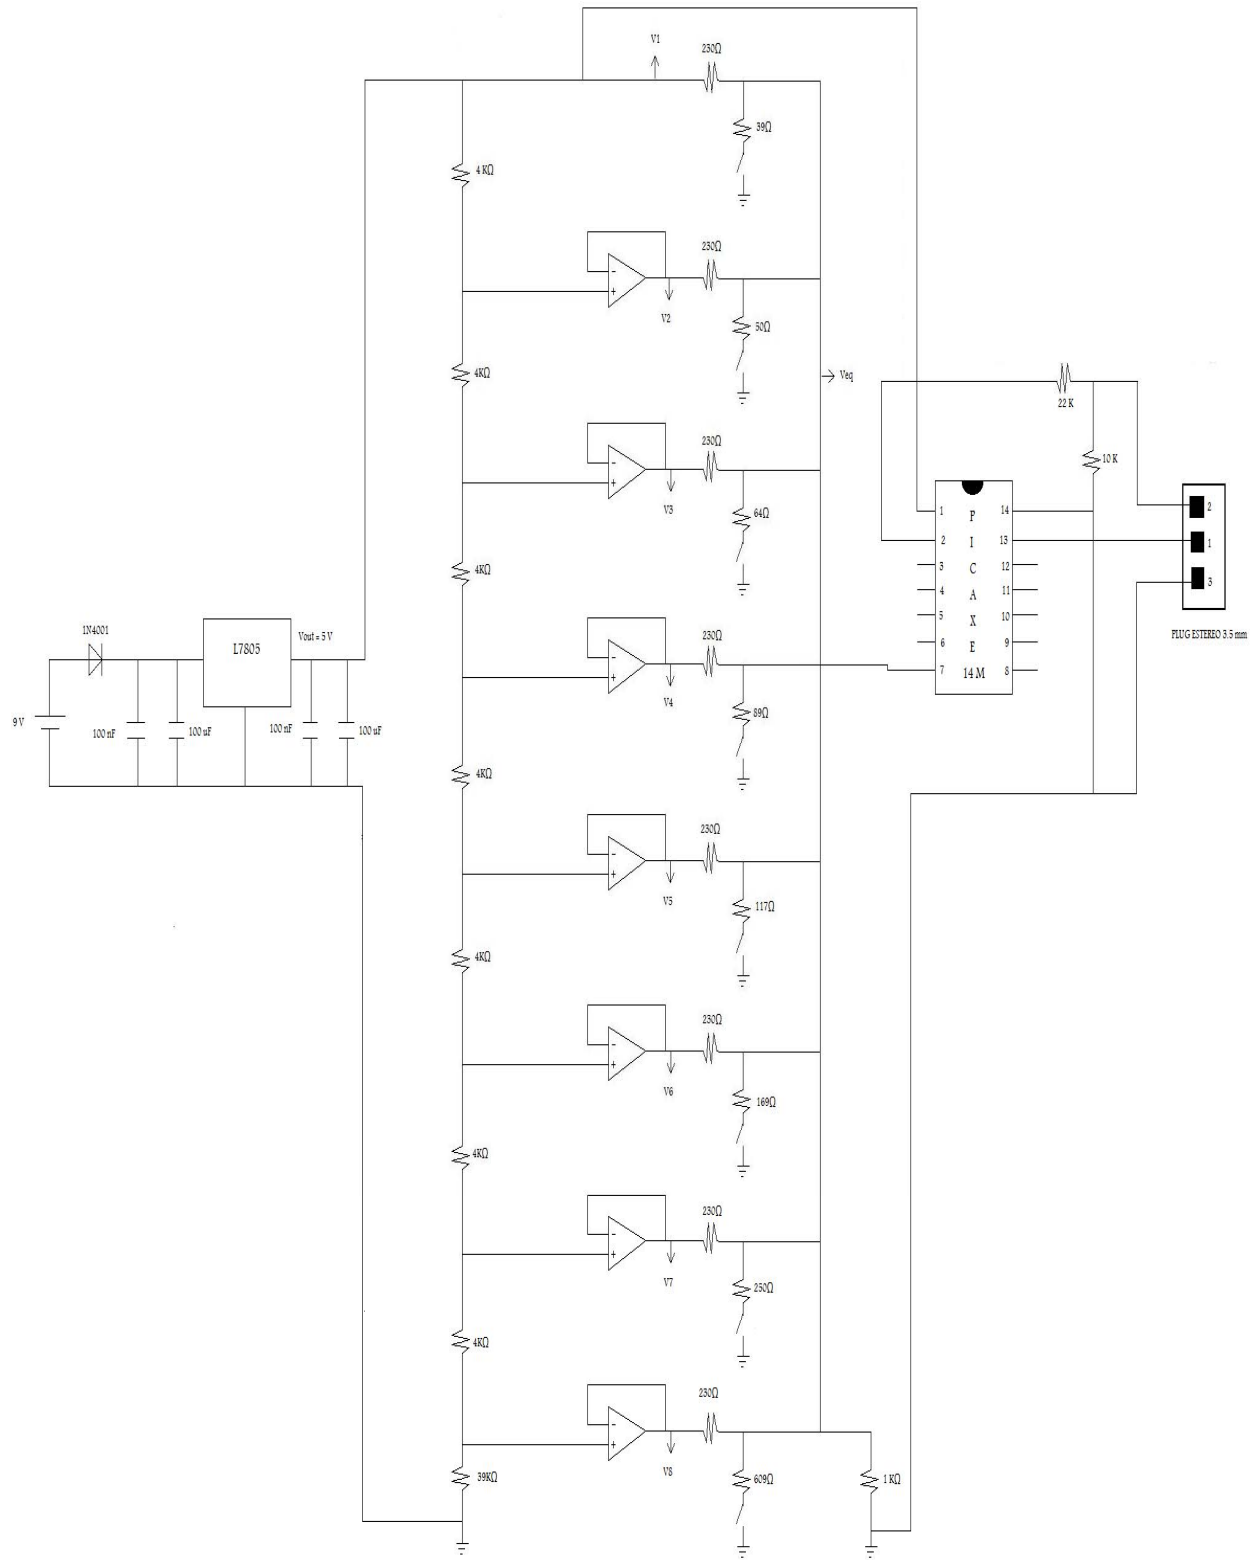 V1
230Ω
39Ω
4 KΩ
230Ω
-
+
V2
50Ω
4KΩ
Veq
22 K
230Ω
-
+
V3
64Ω
10 K
1
2
3
4
5
6
7
P
I
C
A
X
E
14 M
14
13
12
11
10
9
8
2
1
3
PLUG ESTEREO 3.5 mm
4KΩ
230Ω
-
+
V4
89Ω
1N4001
L7805
Vout = 5 V
9 V
100 nF
100 uF
100 nF
100 uF
4KΩ
230Ω
-
+
V5
117Ω
4KΩ
230Ω
-
+
V6
169Ω
4KΩ
230Ω
-
+
V7
250Ω
4KΩ
230Ω
-
+
V8
39KΩ
609Ω
1 KΩ